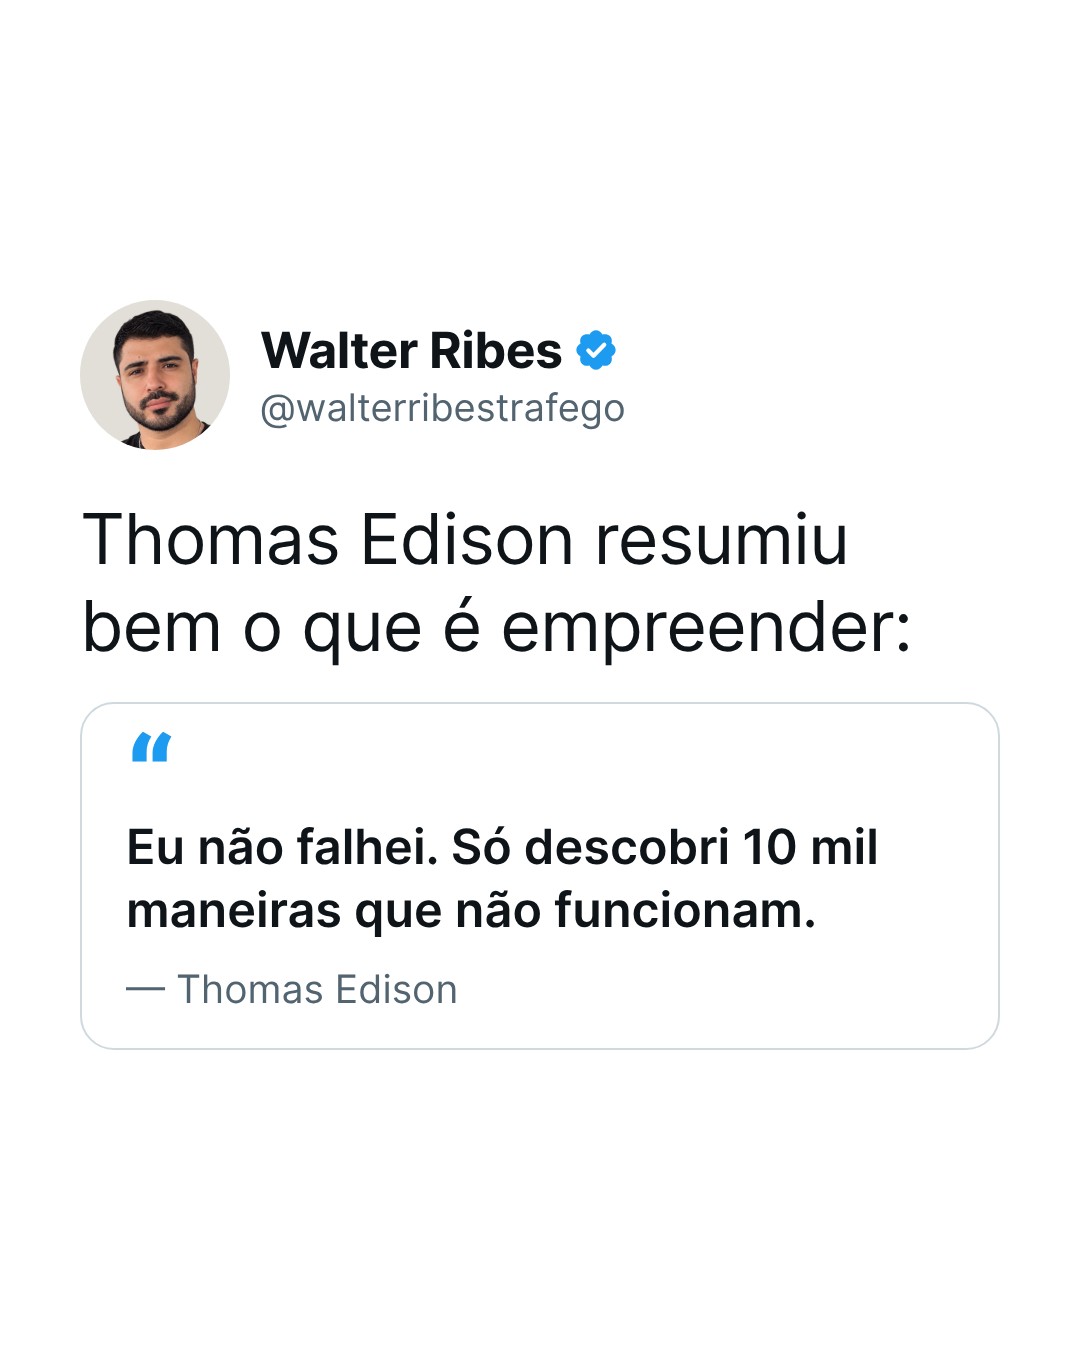 Walter Ribes
@walterribestrafego
Thomas Edison resumiu
bem o que é empreender:
“
Eu não falhei. Só descobri 10 mil
maneiras que não funcionam.
— Thomas Edison